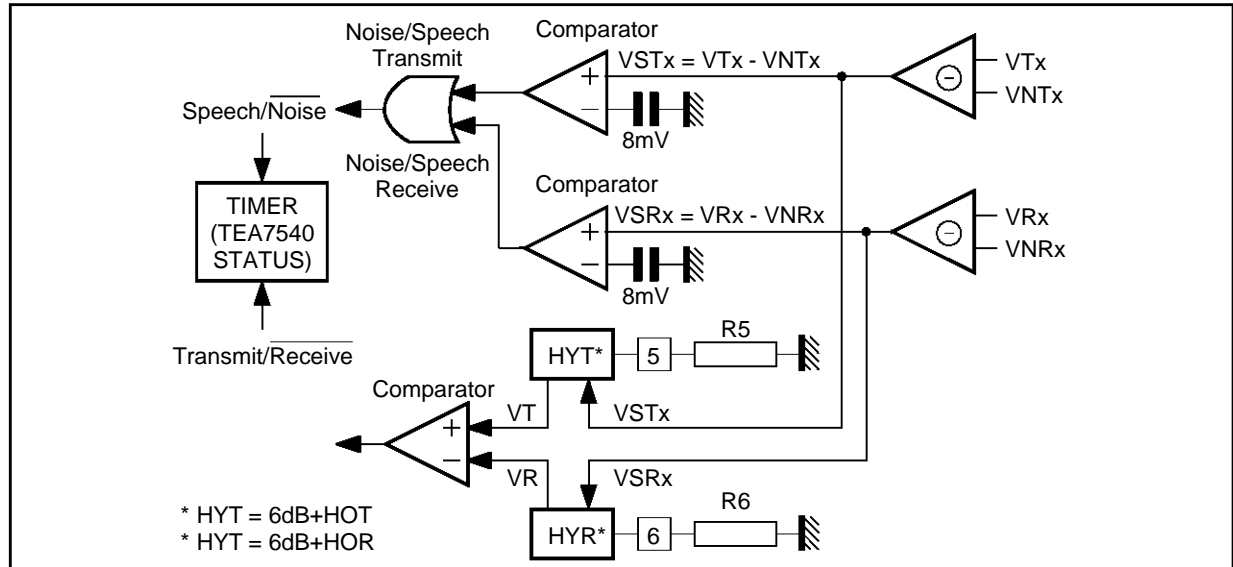 Noise/Speech
Transmit
Comparator
VSTx = VTx - VNTx
+
−
8mV
−
VTx
VNTx
Speech/Noise
Noise/Speech
Receive
TIMER
(TEA7540
STATUS)
Transmit/Receive
Comparator
VSRx = VRx - VNRx
+
−
8mV
−
VRx
VNRx
HYT*
5
R5
Comparator
VT
VSTx
+
−
VR
VSRx
HYR*
6
R6
* HYT = 6dB+HOT
* HYT = 6dB+HOR